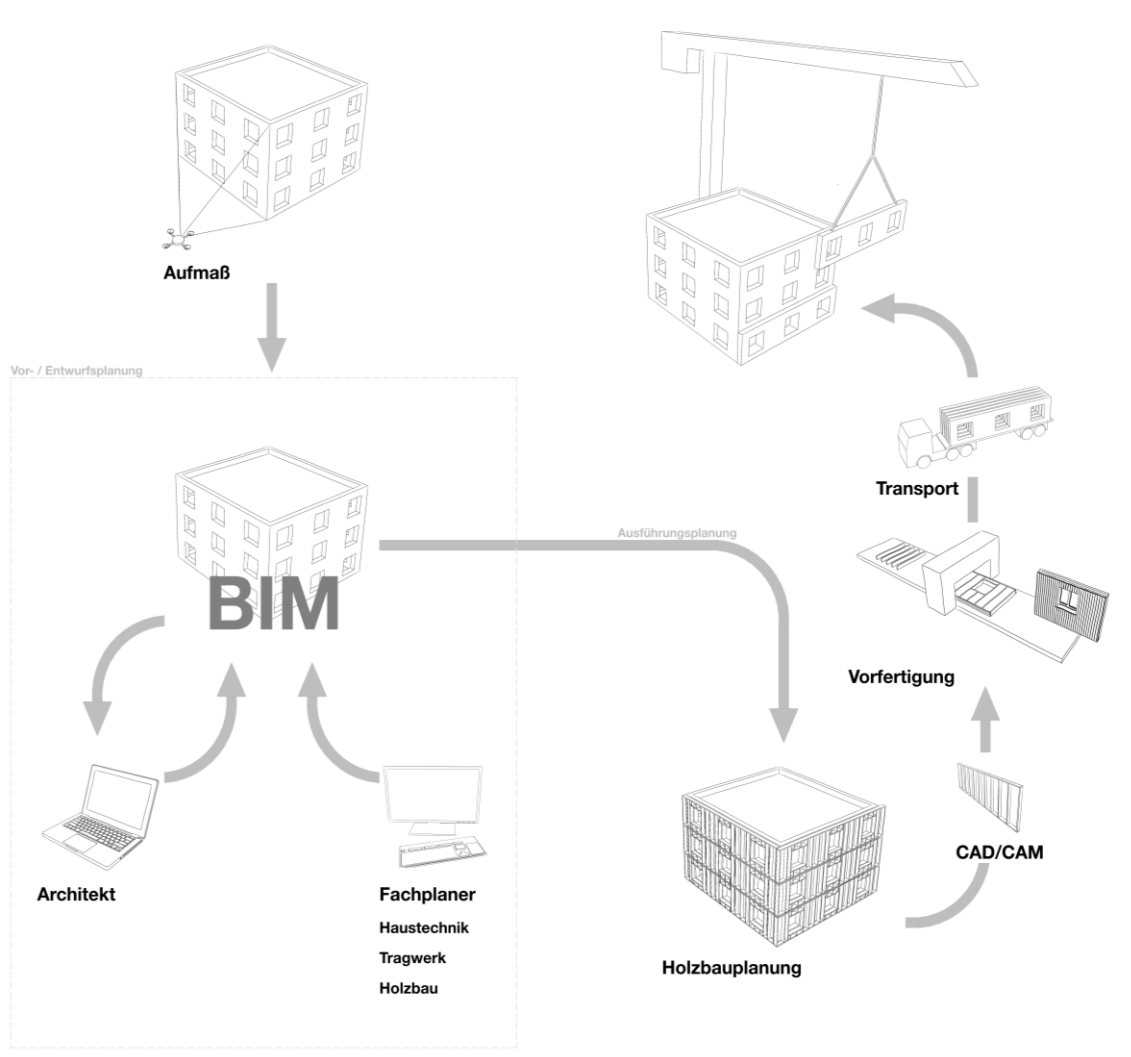 Aufmaß
Vor- / Entwurfsplanung
BIM
Architekt
Fachplaner
Haustechnik
Tragwerk
Holzbau
Ausführungsplanung
Holzbauplanung
CAD/CAM
Vorfertigung
Transport